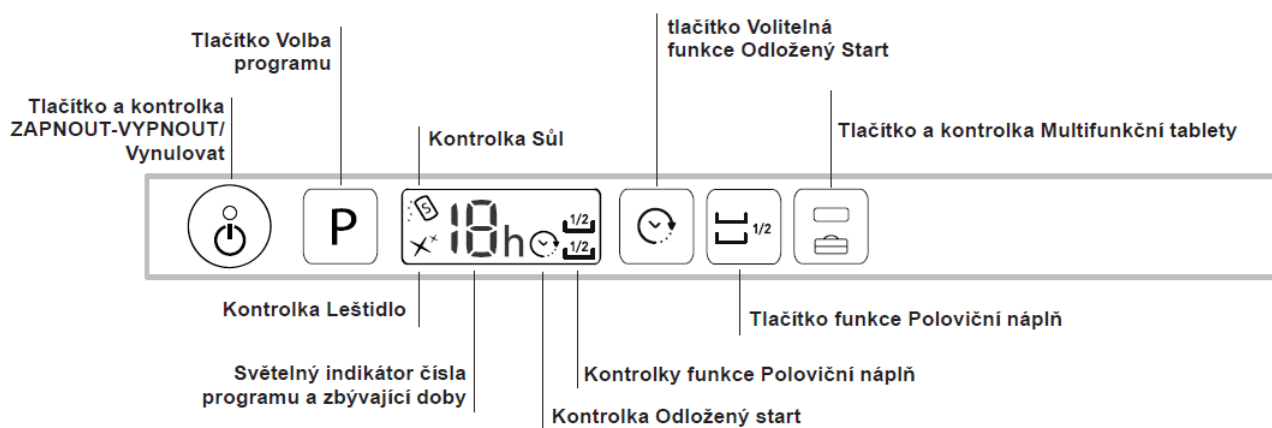 Tlačítko Volba
programu
tlačítko Volitelná
funkce Odložený Start
Tlačítko a kontrolka
ZAPNOUT-VYPNOUT/
Vynulovat
Kontrolka Sůl
Tlačítko a kontrolka Multifunkční tablety
P
S
18h
1/2
1/2
1/2
Kontrolka Leštidlo
Tlačítko funkce Poloviční náplň
Světelný indikátor čísla
programu a zbývající doby
Kontrolky funkce Poloviční náplň
Kontrolka Odložený start